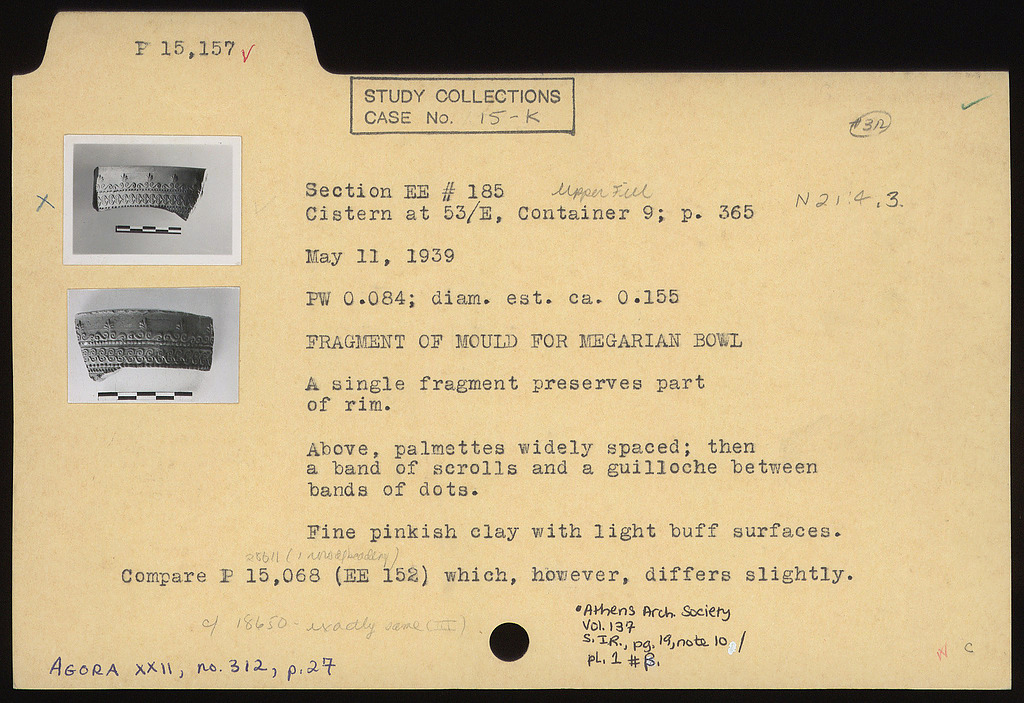 P 15,157 √
STUDY COLLECTIONS
CASE No. 15-K
#312
Section EE # 185 Upper Fill
Cistern at 53/E, Container 9; p. 365 N 21:4, .3.
May 11, 1939
PW 0.084; diam. est. ca. 0.155
FRAGMENT OF MOULD FOR MEGARIAN BOWL
A single fragment preserves part
of rim.
Above, palmettes widely spaced; then
a band of scrolls and a guilloche between
bands of dots.
Fine pinkish clay with light buff surfaces.
Compare P 15,068 (EE 152) which, however, differs slightly.
cf 18650 - exactly same (III).
•Athens Arch. Society
Vol. 137
S.I.R., pg. 19, note 10 /
pl. 1 # β.
AGORA XXII, no. 312, p. 27
C